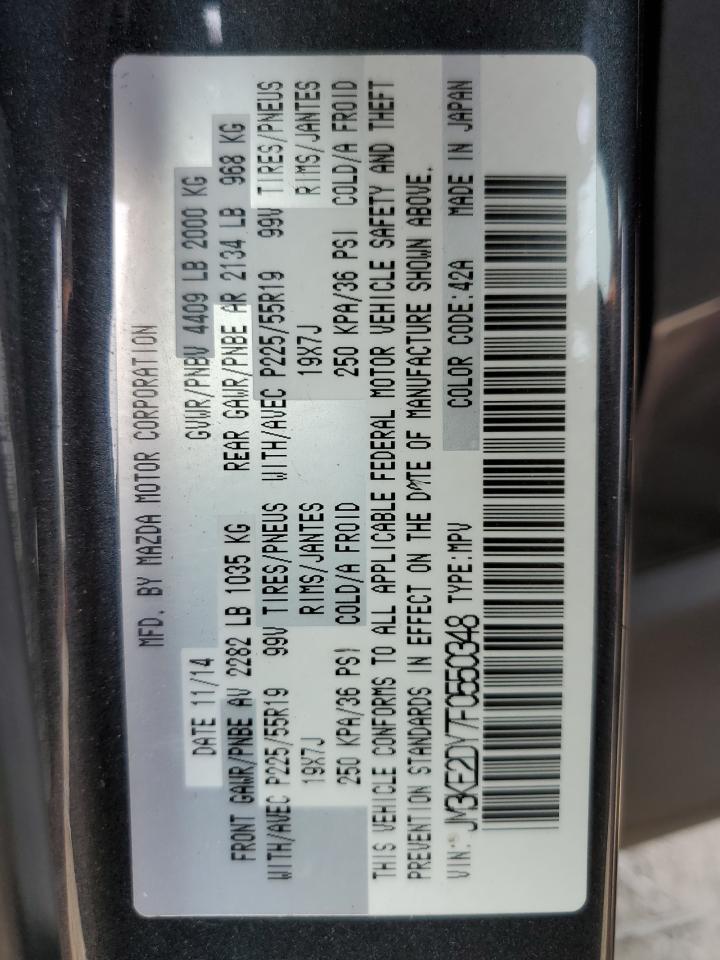 MFD. BY MAZDA MOTOR CORPORATION
DATE 11/14 GVWR/PNBV 4409 LB 2000 KG
FRONT GAWR/PNBE AV 2282 LB 1035 KG REAR GAWR/PNBE AR 2134 LB 968 KG
WITH/AVEC P225/55R19 99V TIRES/PNEUS WITH/AVEC P225/55R19 99V TIRES/PNEUS
19X7J RIMS/JANTES 19X7J RIMS/JANTES
250 KPA/36 PSI COLD/A FROID 250 KPA/36 PSI COLD/A FROID
THIS VEHICLE CONFORMS TO ALL APPLICABLE FEDERAL MOTOR VEHICLE SAFETY AND THEFT
PREVENTION STANDARDS IN EFFECT ON THE DATE OF MANUFACTURE SHOWN ABOVE.
VIN: JM3KE2DY7F0550348 TYPE:MPV COLOR CODE:42A MADE IN JAPAN